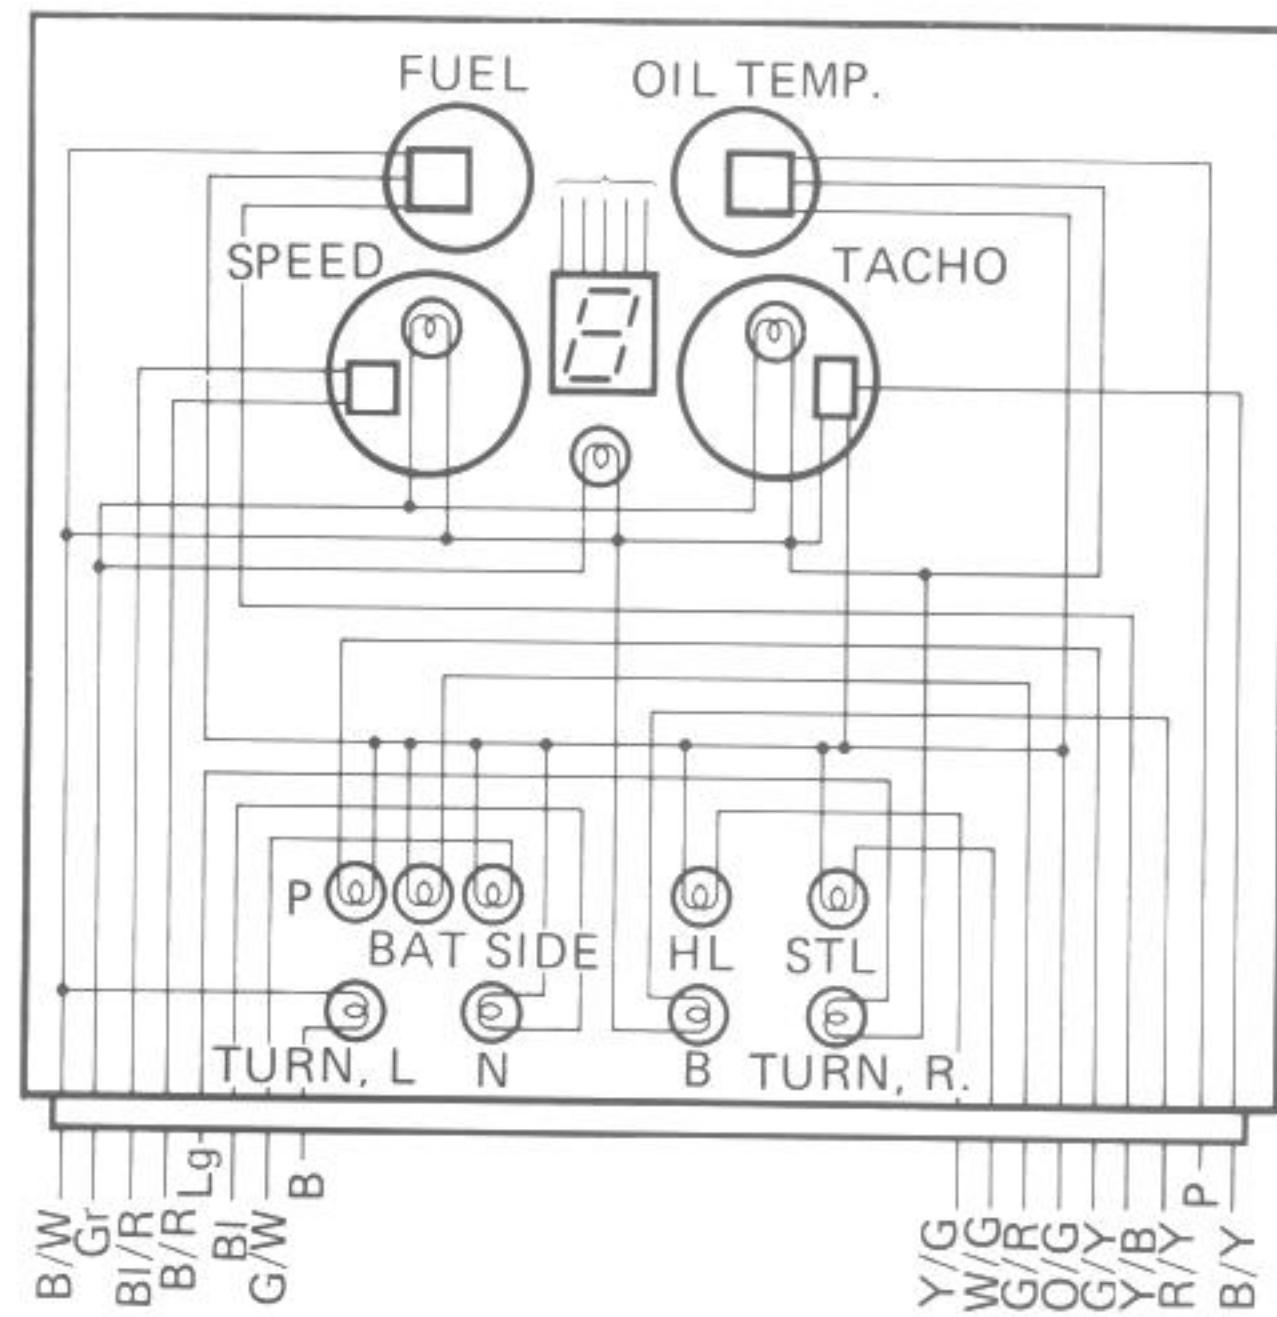 FUEL
OIL TEMP.
SPEED
TACHO
P
BAT SIDE
HL
STL
TURN, L
N
B
TURN, R.
B/W
Gr
Bl/R
B/R
Lg
Bl
G/W
B
Y/G
W/G
G/R
O/G
G/Y
Y/B
R/Y
P
B/Y